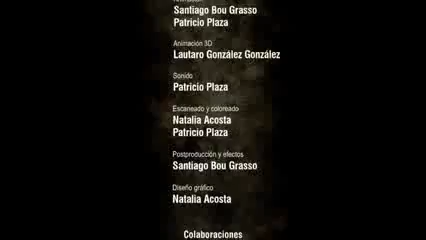 Animación
Santiago Bou Grasso
Patricio Plaza
Animación 3D
Lautaro González González
Sonido
Patricio Plaza
Escaneado y coloreado
Natalia Acosta
Patricio Plaza
Postproducción y efectos
Santiago Bou Grasso
Diseño gráfico
Natalia Acosta
Colaboraciones